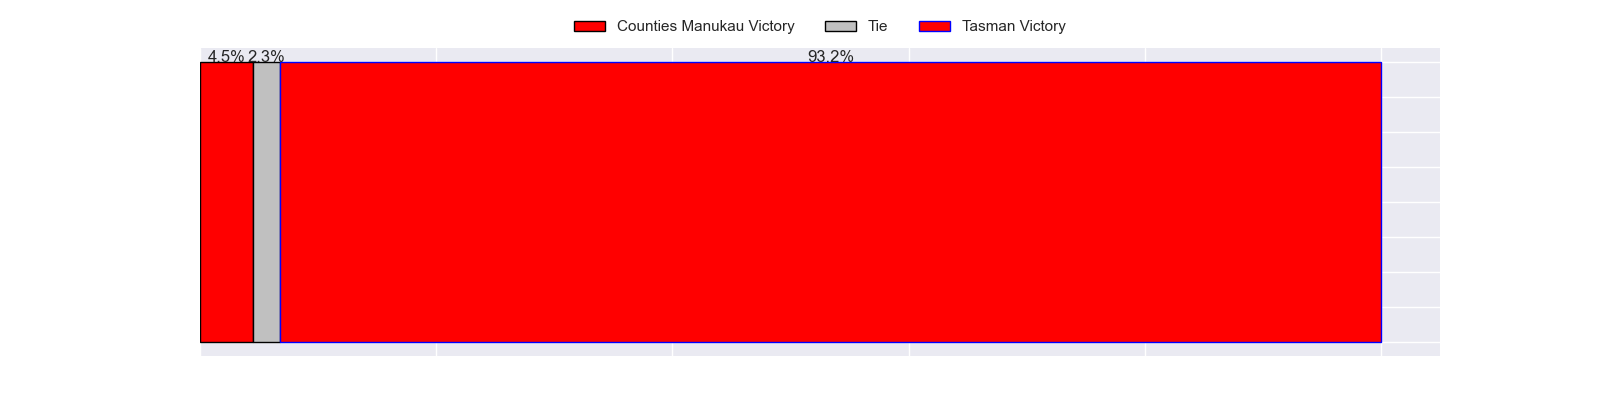 Counties Manukau Victory Tie Tasman Victory
4.5% 2.3% 93.2%